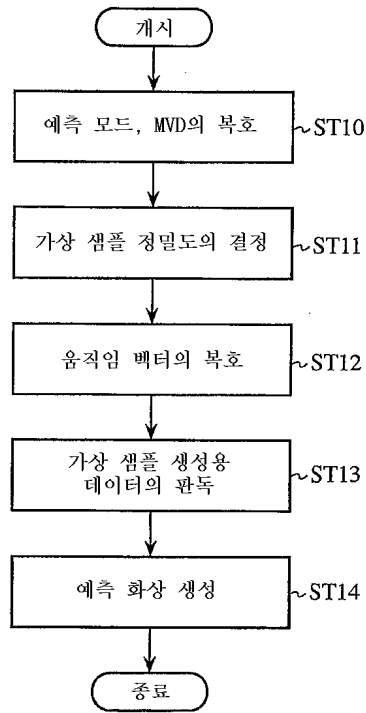 개시
예측 모드, MVD의 복호
ST10
가상 샘플 정밀도의 결정
ST11
움직임 벡터의 복호
ST12
가상 샘플 생성용
데이터의 판독
ST13
예측 화상 생성
ST14
종료